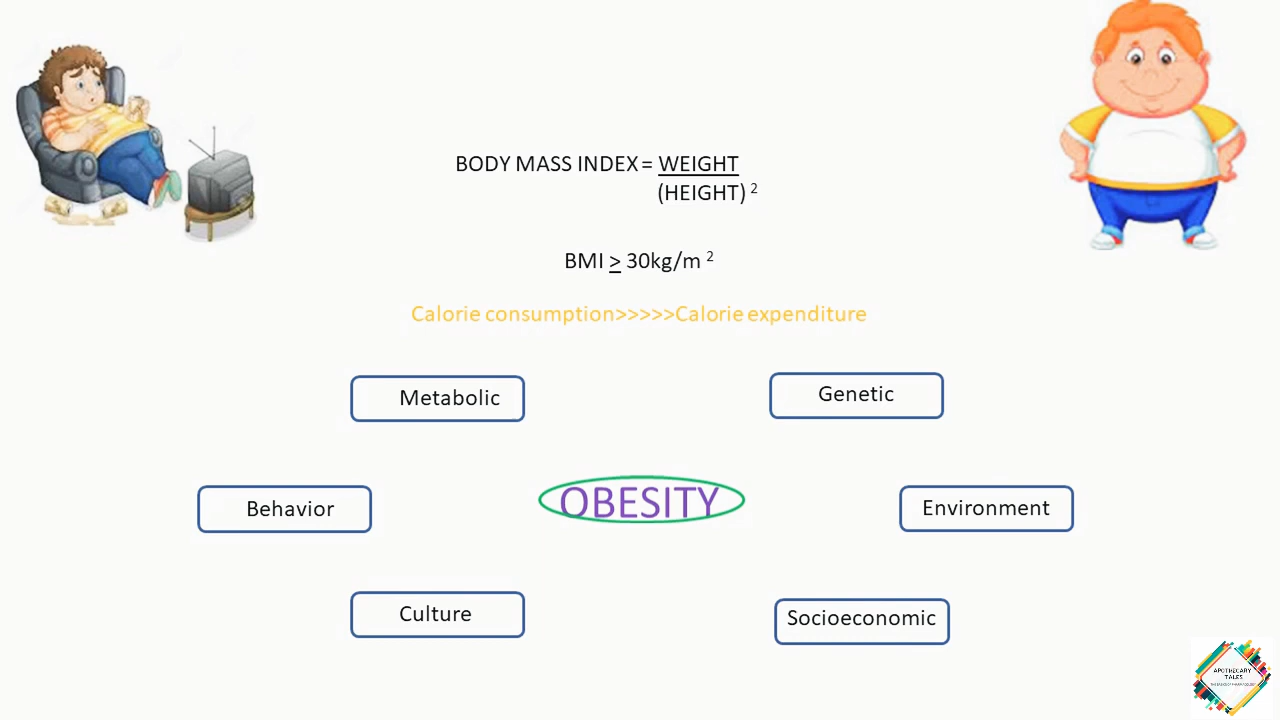 BODY MASS INDEX = WEIGHT
(HEIGHT) 2
BMI ≥ 30kg/m 2
Calorie consumption>>>>>Calorie expenditure
Metabolic
Genetic
Behavior
OBESITY
Environment
Culture
Socioeconomic
APOTHECARY
TALES